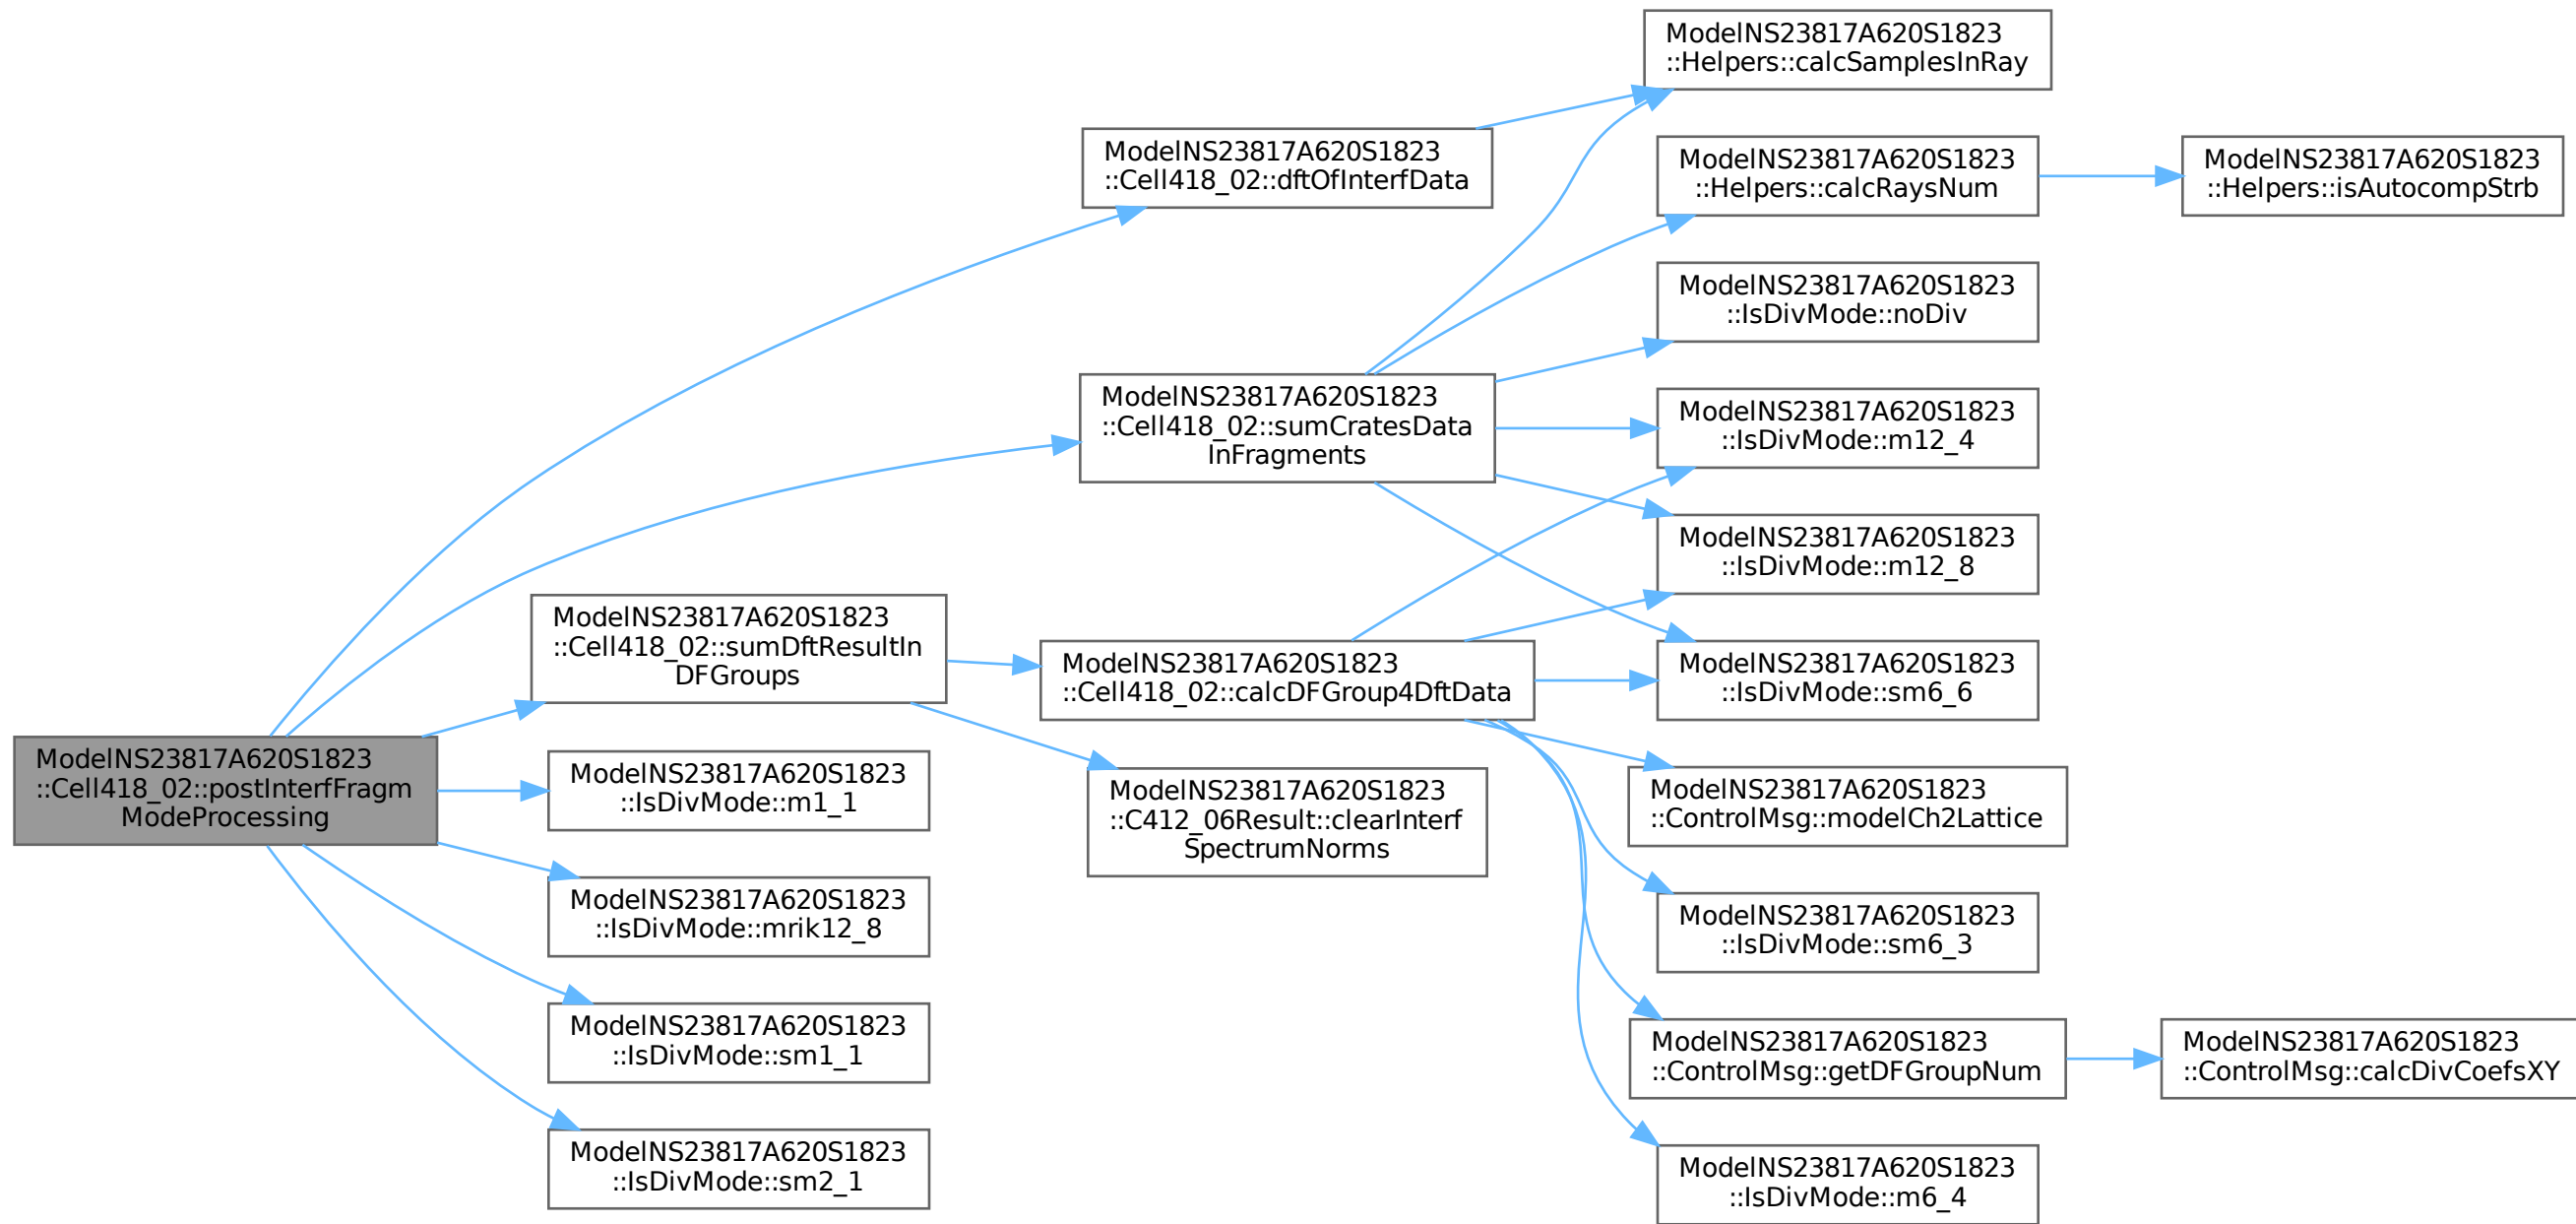 ModelNS23817A620S1823
::Cell418_02::postInterfFragm
ModeProcessing
ModelNS23817A620S1823
::Cell418_02::dftOfInterfData
ModelNS23817A620S1823
::Helpers::calcSamplesInRay
ModelNS23817A620S1823
::Cell418_02::sumCratesData
InFragments
ModelNS23817A620S1823
::Helpers::calcRaysNum
ModelNS23817A620S1823
::Helpers::isAutocompStrb
ModelNS23817A620S1823
::IsDivMode::noDiv
ModelNS23817A620S1823
::IsDivMode::m12_4
ModelNS23817A620S1823
::IsDivMode::m12_8
ModelNS23817A620S1823
::IsDivMode::sm6_6
ModelNS23817A620S1823
::Cell418_02::sumDftResultIn
DFGroups
ModelNS23817A620S1823
::Cell418_02::calcDFGroup4DftData
ModelNS23817A620S1823
::C412_06Result::clearInterf
SpectrumNorms
ModelNS23817A620S1823
::ControlMsg::modelCh2Lattice
ModelNS23817A620S1823
::IsDivMode::sm6_3
ModelNS23817A620S1823
::ControlMsg::getDFGroupNum
ModelNS23817A620S1823
::ControlMsg::calcDivCoefsXY
ModelNS23817A620S1823
::IsDivMode::m6_4
ModelNS23817A620S1823
::IsDivMode::m1_1
ModelNS23817A620S1823
::IsDivMode::mrik12_8
ModelNS23817A620S1823
::IsDivMode::sm1_1
ModelNS23817A620S1823
::IsDivMode::sm2_1